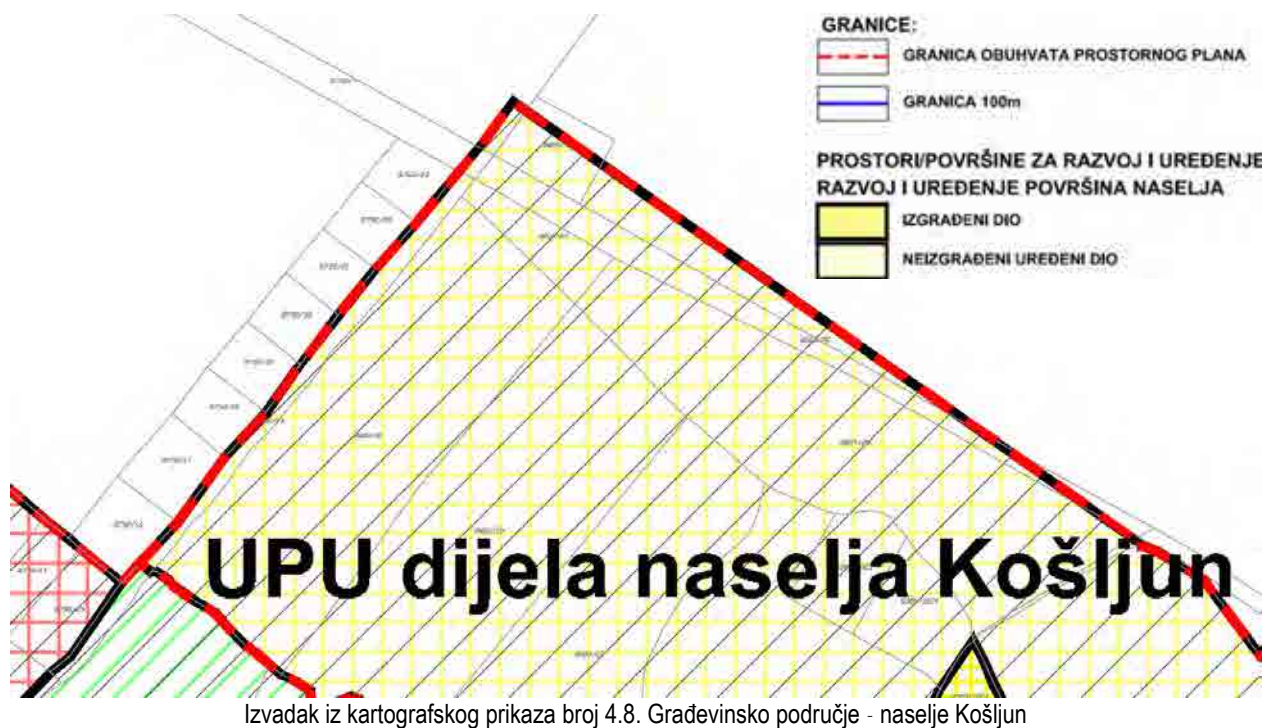 GRANICE:
GRANICA OBUHVATA PROSTORNOG PLANA
GRANICA 100m
PROSTORI/POVRŠINE ZA RAZVOJ I UREĐENJE
RAZVOJ I UREĐENJE POVRŠINA NASELJA
IZGRAĐENI DIO
NEIZGRAĐENI UREĐENI DIO
UPU dijela naselja Košljun
Izvadak iz kartografskog prikaza broj 4.8. Građevinsko područje - naselje Košljun